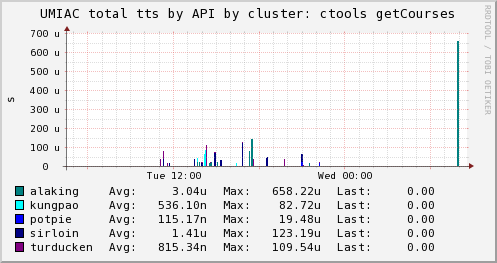 UMIAC total tts by API by cluster: ctools getCourses
RRDTOOL / TOBI OETIKER
700 u
600 u
500 u
400 u
300 u
200 u
100 u
0
s
Tue 12:00 Wed 00:00
alaking Avg: 3.04u Max: 658.22u Last: 0.00
kungpao Avg: 536.10n Max: 82.72u Last: 0.00
potpie Avg: 115.17n Max: 19.48u Last: 0.00
sirloin Avg: 1.41u Max: 123.19u Last: 0.00
turducken Avg: 815.34n Max: 109.54u Last: 0.00